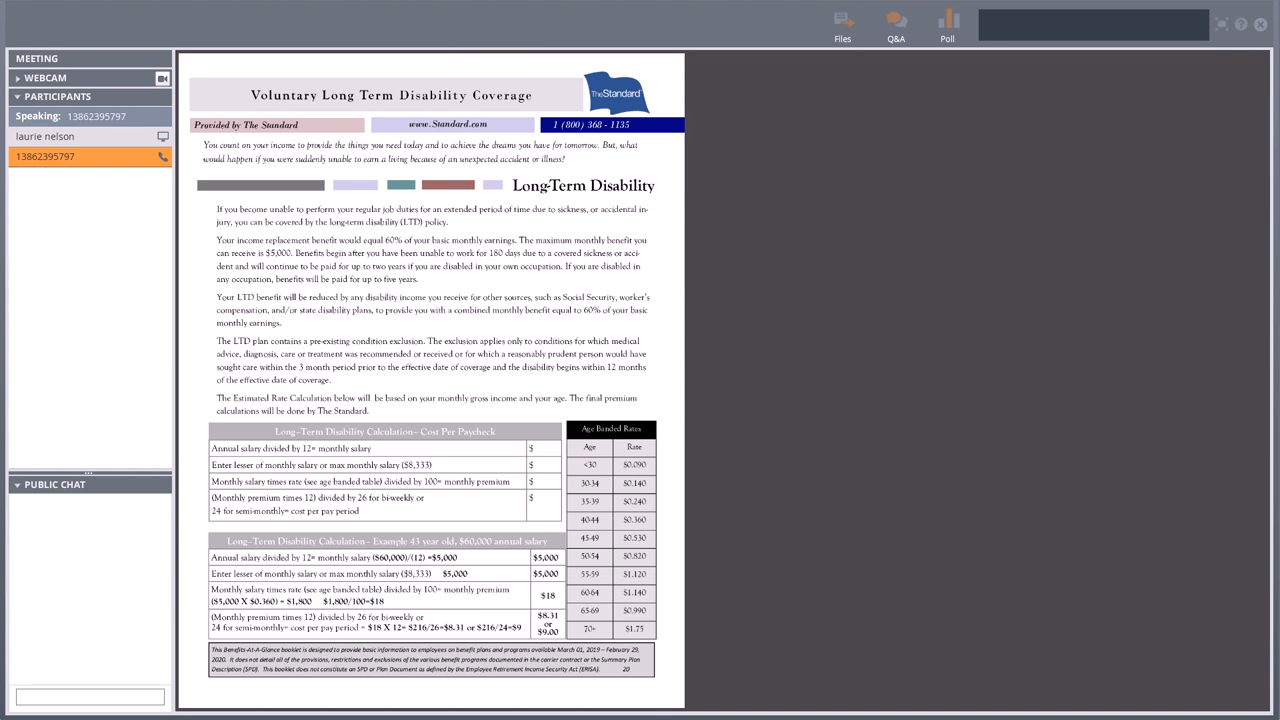 Files
Q&A
Poll
MEETING
WEBCAM
PARTICIPANTS
Speaking: 13862395797
laurie nelson
13862395797
PUBLIC CHAT
Voluntary Long Term Disability Coverage
TheStandard
Provided by The Standard
www.Standard.com
1 (800) 368 - 1135
You count on your income to provide the things you need today and to achieve the dreams you have for tomorrow. But, what
would happen if you were suddenly unable to earn a living because of an unexpected accident or illness?
Long-Term Disability
If you become unable to perform your regular job duties for an extended period of time due to sickness, or accidental in-
jury, you can be covered by the long-term disability (LTD) policy.
Your income replacement benefit would equal 60% of your basic monthly earnings. The maximum monthly benefit you
can receive is $5,000. Benefits begin after you have been unable to work for 180 days due to a covered sickness or acci-
dent and will continue to be paid for up to two years if you are disabled in your own occupation. If you are disabled in
any occupation, benefits will be paid for up to five years.
Your LTD benefit will be reduced by any disability income you receive for other sources, such as Social Security, worker's
compensation, and/or state disability plans, to provide you with a combined monthly benefit equal to 60% of your basic
monthly earnings.
The LTD plan contains a pre-existing condition exclusion. The exclusion applies only to conditions for which medical
advice, diagnosis, care or treatment was recommended or received or for which a reasonably prudent person would have
sought care within the 3 month period prior to the effective date of coverage and the disability begins within 12 months
of the effective date of coverage.
The Estimated Rate Calculation below will be based on your monthly gross income and your age. The final premium
calculations will be done by The Standard.
Long-Term Disability Calculation- Cost Per Paycheck
Annual salary divided by 12= monthly salary $
Enter lesser of monthly salary or max monthly salary ($8,333) $
Monthly salary times rate (see age banded table) divided by 100= monthly premium $
(Monthly premium times 12) divided by 26 for bi-weekly or $
24 for semi-monthly= cost per pay period
Long-Term Disability Calculation- Example 43 year old, $60,000 annual salary
Annual salary divided by 12= monthly salary ($60,000)/(12) =$5,000 $5,000
Enter lesser of monthly salary or max monthly salary ($8,333) $5,000 $5,000
Monthly salary times rate (see age banded table) divided by 100= monthly premium
($5,000 X $0.360) = $1,800 $1,800/100=$18 $18
(Monthly premium times 12) divided by 26 for bi-weekly or
24 for semi-monthly= cost per pay period = $18 X 12= $216/26=$8.31 or $216/24=$9
$8.31
or
$9.00
Age Banded Rates
Age Rate
<30 $0.090
30-34 $0.140
35-39 $0.240
40-44 $0.360
45-49 $0.530
50-54 $0.820
55-59 $1.120
60-64 $1.140
65-69 $0.990
70+ $1.75
This Benefits-At-A-Glance booklet is designed to provide basic information to employees on benefit plans and programs available March 01, 2019 – February 29,
2020. It does not detail all of the provisions, restrictions and exclusions of the various benefit programs documented in the carrier contract or the Summary Plan
Description (SPD). This booklet does not constitute an SPD or Plan Document as defined by the Employee Retirement Income Security Act (ERISA). 20